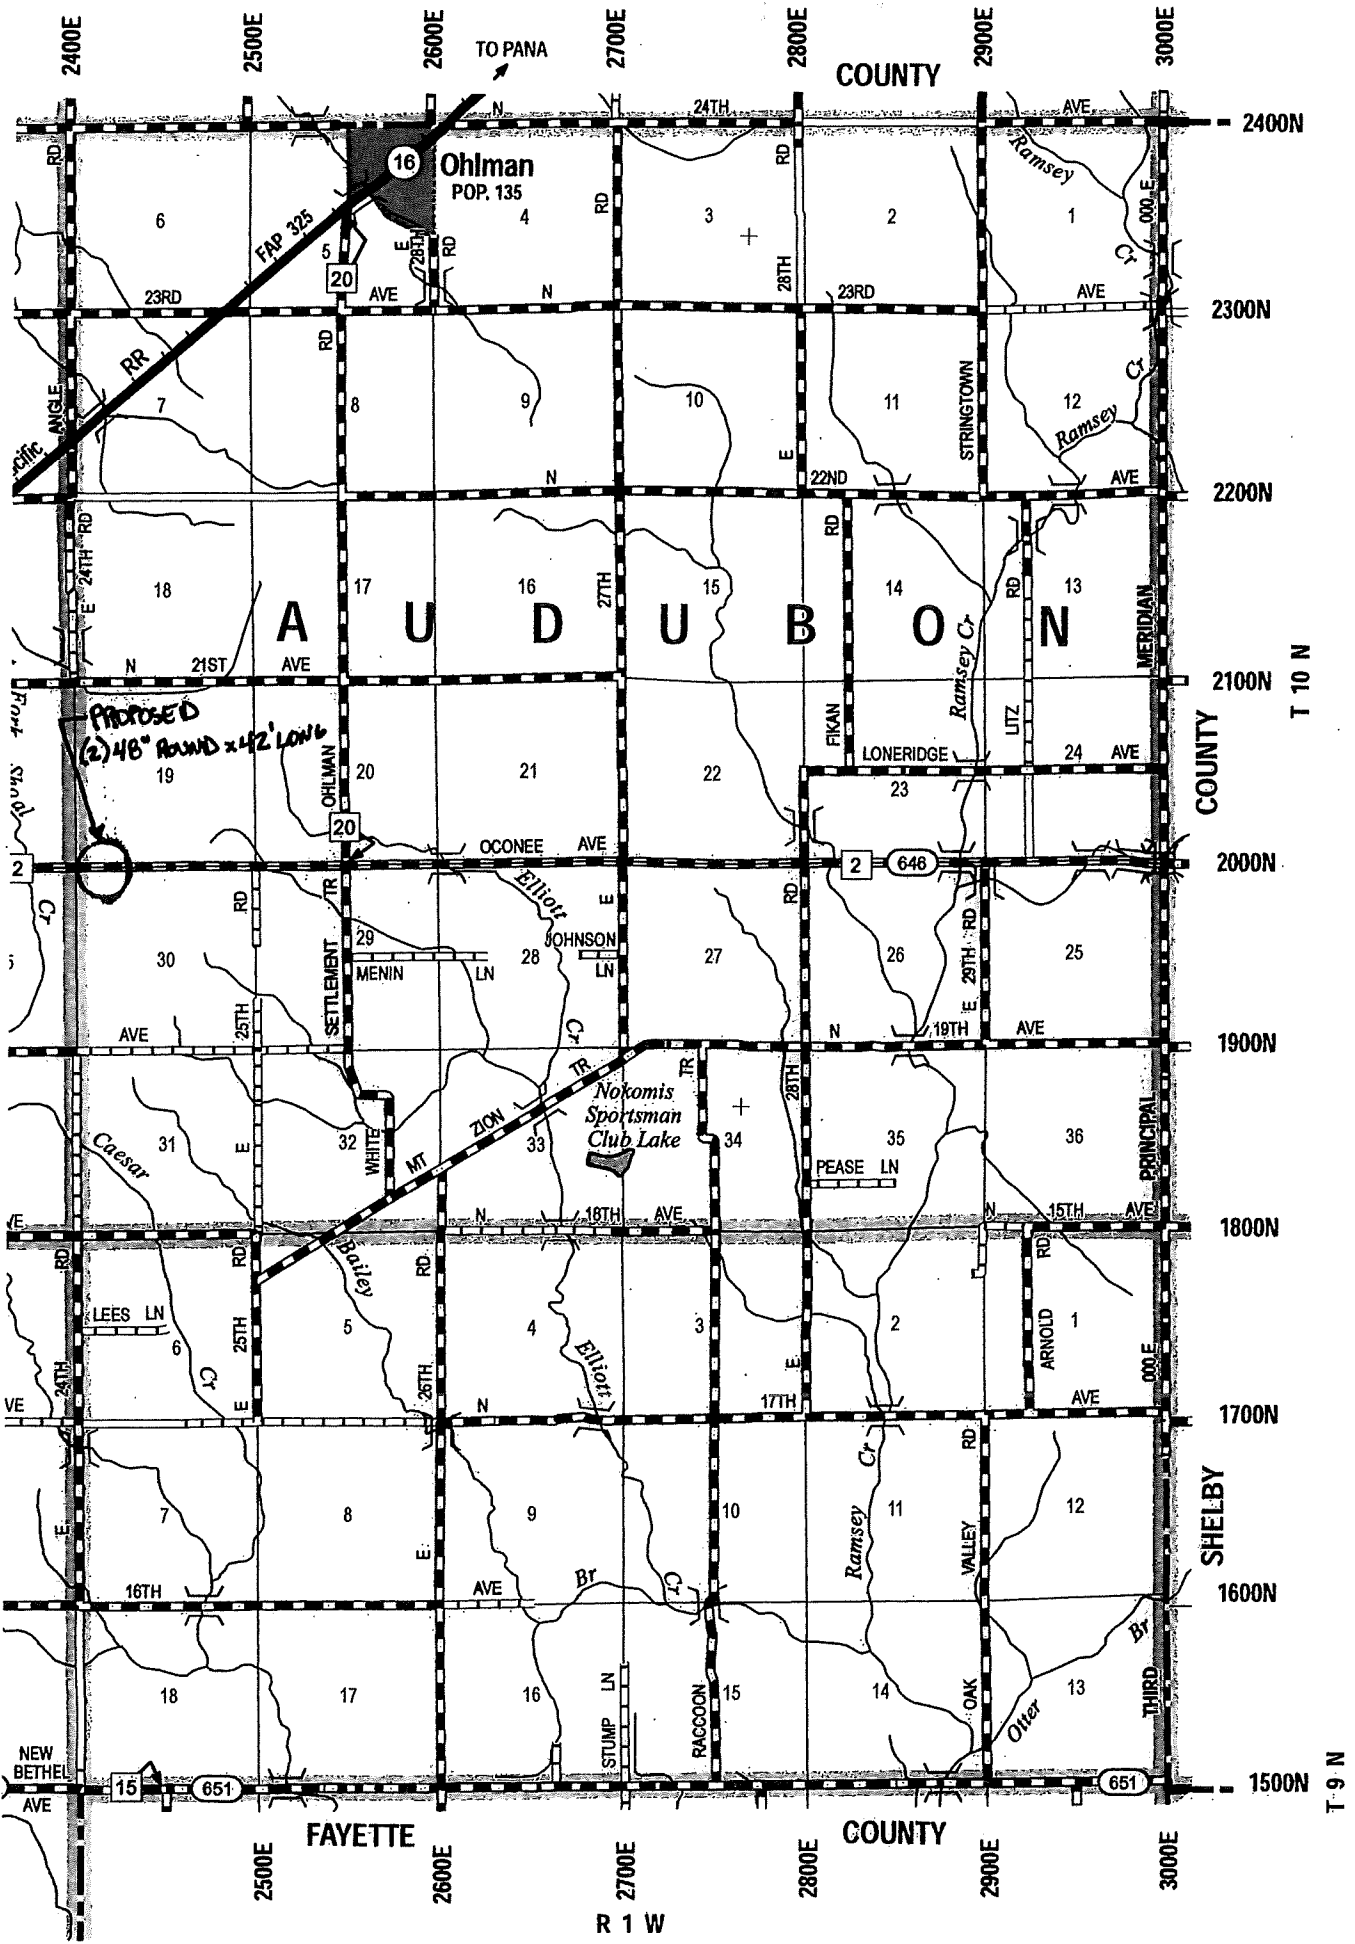 2400E
2500E
2600E
2700E
2800E
2900E
3000E
TO PANA
COUNTY
N
24TH
AVE
2400N
RD
16
Ohlman
POP. 135
RD
RD
Ramsey
000 E
6
FAP 325
5
E
28TH
RD
4
3
2
1
Cr
20
28TH
23RD
AVE
N
23RD
AVE
2300N
RR
RD
ANGLE
STRINGTOWN
Cr
7
8
9
10
11
12
Ramsey
cific
E
N
22ND
AVE
2200N
RD
24TH
E
RD
RD
18
17
16
27TH
15
14
13
A U D U B O N
MERIDIAN
N
21ST
AVE
Ramsey Cr
2100N
T 10 N
PROPOSED
(2) 48" ROUND x 42' LONG
Shoal
19
OHLMAN
20
21
22
FIKAN
LITZ
LONERIDGE
24
AVE
23
COUNTY
20
2
OCONEE
AVE
2
646
2000N
Cr
RD
TR
Elliott
E
RD
RD
30
29
MENIN
LN
28
JOHNSON
LN
27
26
29TH
E
25
SETTLEMENT
25TH
AVE
Cr
N
19TH
AVE
1900N
TR
TR
28TH
Nokomis
Sportsman
Club Lake
Caesar
31
E
32
WHITE
MT
ZION
33
34
35
36
PRINCIPAL
PEASE LN
VE
N
18TH
AVE
N
15TH
AVE
1800N
RD
RD
Bailey
RD
RD
LEES LN
6
25TH
5
4
3
2
ARNOLD
1
Elliott
000 E
24TH
Cr
26TH
E
VE
E
N
17TH
AVE
1700N
RD
Cr
7
8
9
10
11
12
E
E
Ramsey
VALLEY
SHELBY
16TH
AVE
Br
Cr
1600N
Br
18
17
16
LN
STUMP
RACCOON
15
14
OAK
Otter
13
THIRD
NEW
BETHEL
AVE
15
651
651
1500N
T 9 N
FAYETTE
COUNTY
2500E
2600E
2700E
2800E
2900E
3000E
R 1 W